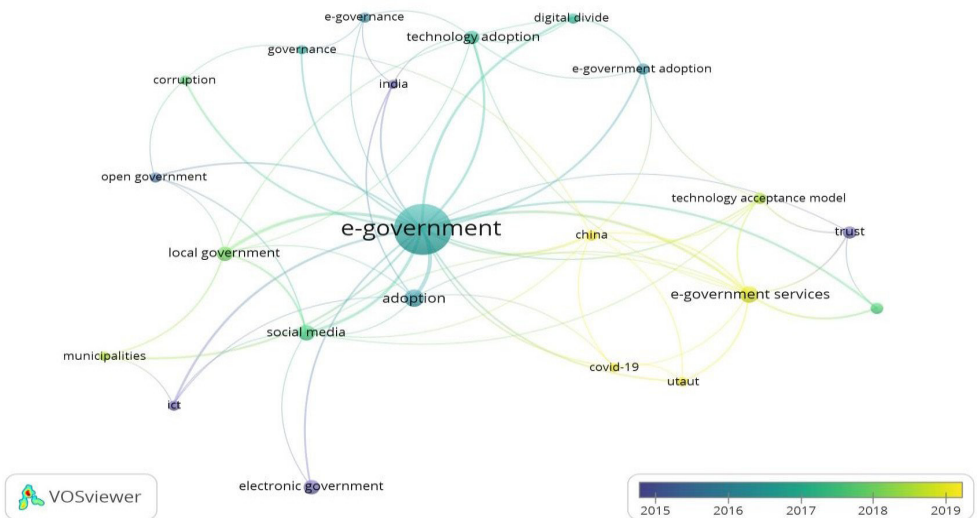 e-governance
digital divide
technology adoption
governance
e-government adoption
corruption
india
open government
technology acceptance model
e-government
trust
china
local government
e-government services
adoption
social media
municipalities
covid-19
utaut
ict
electronic government
VOSviewer
2015 2016 2017 2018 2019